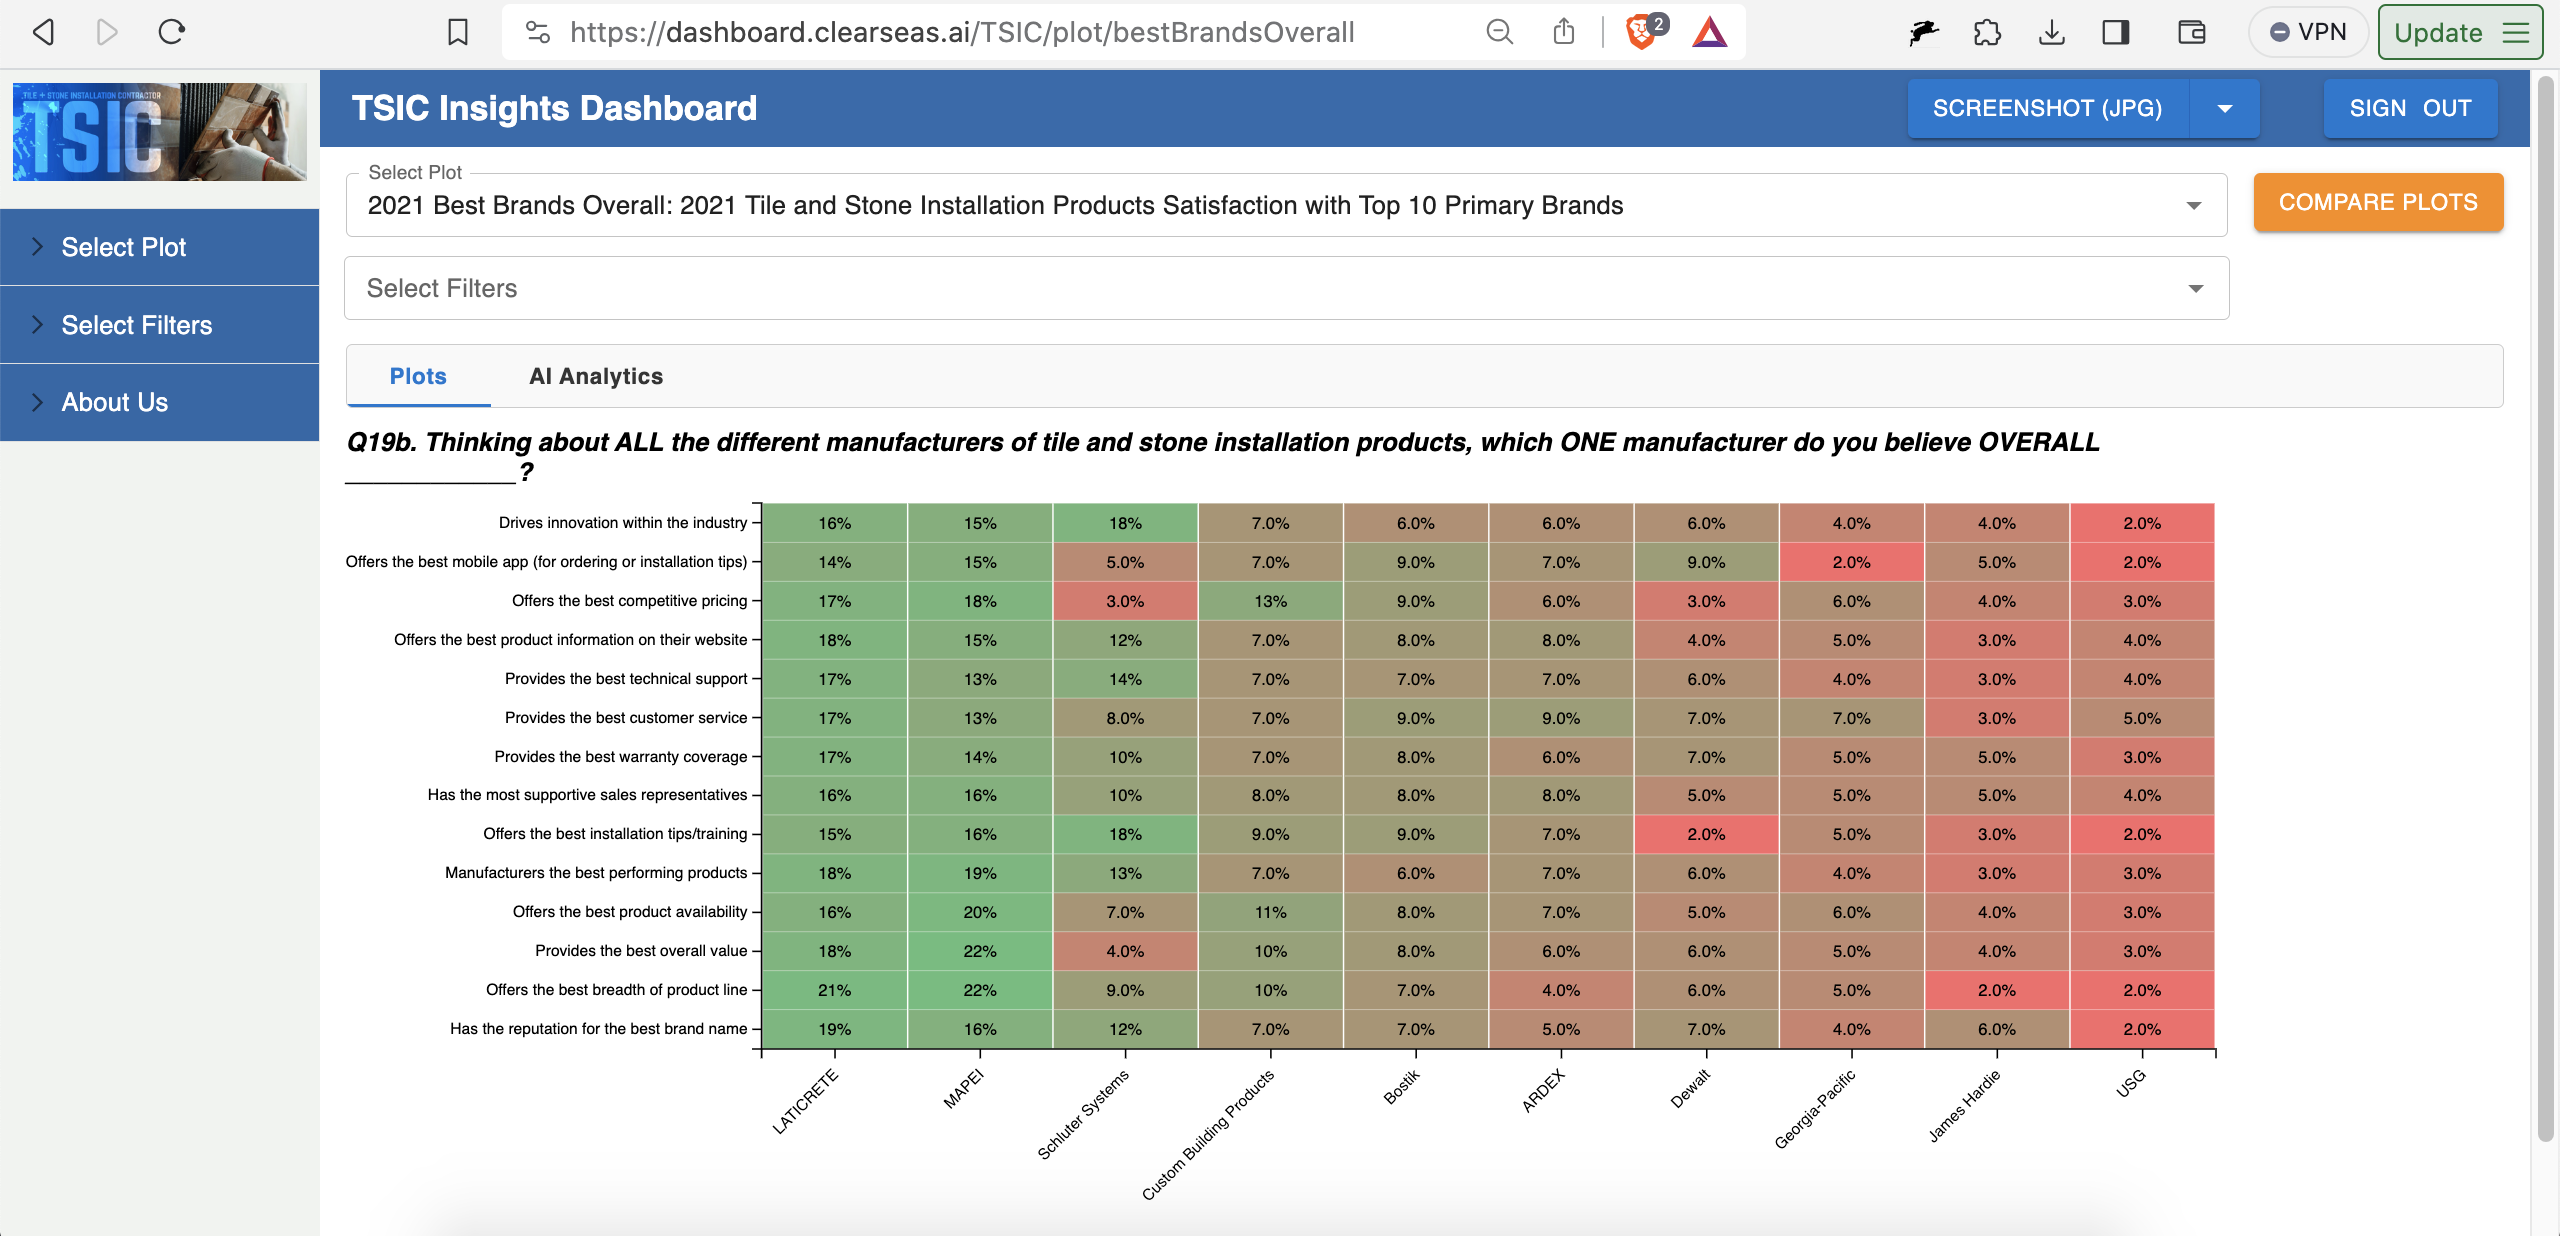 https://dashboard.clearseas.ai/TSIC/plot/bestBrandsOverall
2
VPN
Update
TILE + STONE INSTALLATION CONTRACTOR
TSIC
TSIC Insights Dashboard
SCREENSHOT (JPG)
SIGN OUT
Select Plot
Select Filters
About Us
Select Plot
2021 Best Brands Overall: 2021 Tile and Stone Installation Products Satisfaction with Top 10 Primary Brands
COMPARE PLOTS
Select Filters
Plots
AI Analytics
Q19b. Thinking about ALL the different manufacturers of tile and stone installation products, which ONE manufacturer do you believe OVERALL
____________?
Drives innovation within the industry 16% 15% 18% 7.0% 6.0% 6.0% 6.0% 4.0% 4.0% 2.0%
Offers the best mobile app (for ordering or installation tips) 14% 15% 5.0% 7.0% 9.0% 7.0% 9.0% 2.0% 5.0% 2.0%
Offers the best competitive pricing 17% 18% 3.0% 13% 9.0% 6.0% 3.0% 6.0% 4.0% 3.0%
Offers the best product information on their website 18% 15% 12% 7.0% 8.0% 8.0% 4.0% 5.0% 3.0% 4.0%
Provides the best technical support 17% 13% 14% 7.0% 7.0% 7.0% 6.0% 4.0% 3.0% 4.0%
Provides the best customer service 17% 13% 8.0% 7.0% 9.0% 9.0% 7.0% 7.0% 3.0% 5.0%
Provides the best warranty coverage 17% 14% 10% 7.0% 8.0% 6.0% 7.0% 5.0% 5.0% 3.0%
Has the most supportive sales representatives 16% 16% 10% 8.0% 8.0% 8.0% 5.0% 5.0% 5.0% 4.0%
Offers the best installation tips/training 15% 16% 18% 9.0% 9.0% 7.0% 2.0% 5.0% 3.0% 2.0%
Manufacturers the best performing products 18% 19% 13% 7.0% 6.0% 7.0% 6.0% 4.0% 3.0% 3.0%
Offers the best product availability 16% 20% 7.0% 11% 8.0% 7.0% 5.0% 6.0% 4.0% 3.0%
Provides the best overall value 18% 22% 4.0% 10% 8.0% 6.0% 6.0% 5.0% 4.0% 3.0%
Offers the best breadth of product line 21% 22% 9.0% 10% 7.0% 4.0% 6.0% 5.0% 2.0% 2.0%
Has the reputation for the best brand name 19% 16% 12% 7.0% 7.0% 5.0% 7.0% 4.0% 6.0% 2.0%
LATICRETE
MAPEI
Schluter Systems
Custom Building Products
Bostik
ARDEX
Dewalt
Georgia-Pacific
James Hardie
USG